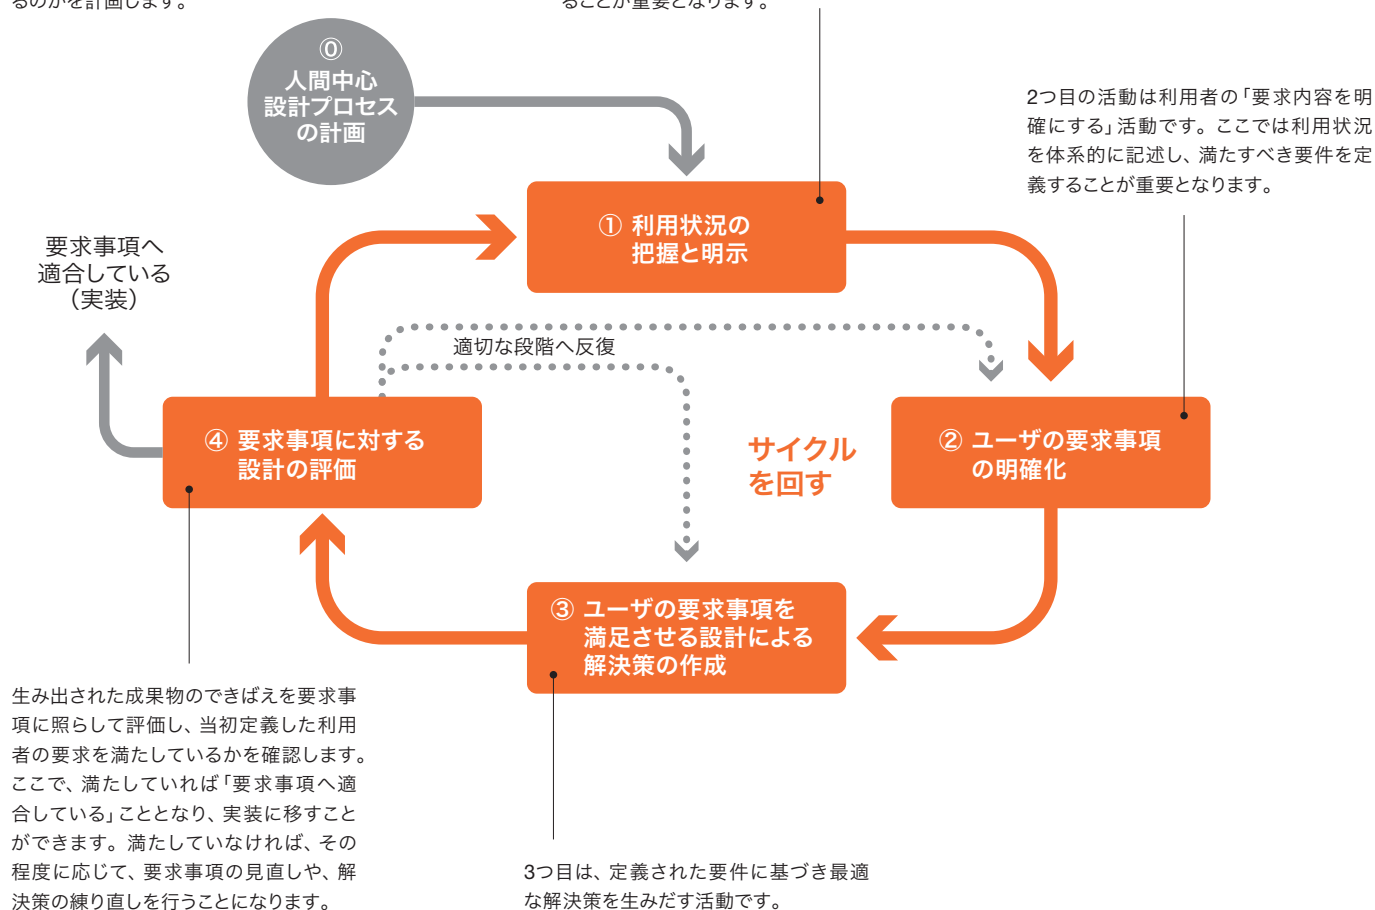 るのかを計画します。
ることが重要となります。
⓪
人間中心
設計プロセス
の計画
2つ目の活動は利用者の「要求内容を明
確にする」活動です。ここでは利用状況
を体系的に記述し、満たすべき要件を定
義することが重要となります。
① 利用状況の
把握と明示
要求事項へ
適合している
（実装）
適切な段階へ反復
④ 要求事項に対する
設計の評価
サイクル
を回す
② ユーザの要求事項
の明確化
③ ユーザの要求事項を
満足させる設計による
解決策の作成
生み出された成果物のできばえを要求事
項に照らして評価し、当初定義した利用
者の要求を満たしているかを確認します。
ここで、満たしていれば「要求事項へ適
合している」こととなり、実装に移すこと
ができます。満たしていなければ、その
程度に応じて、要求事項の見直しや、解
決策の練り直しを行うことになります。
3つ目は、定義された要件に基づき最適
な解決策を生みだす活動です。